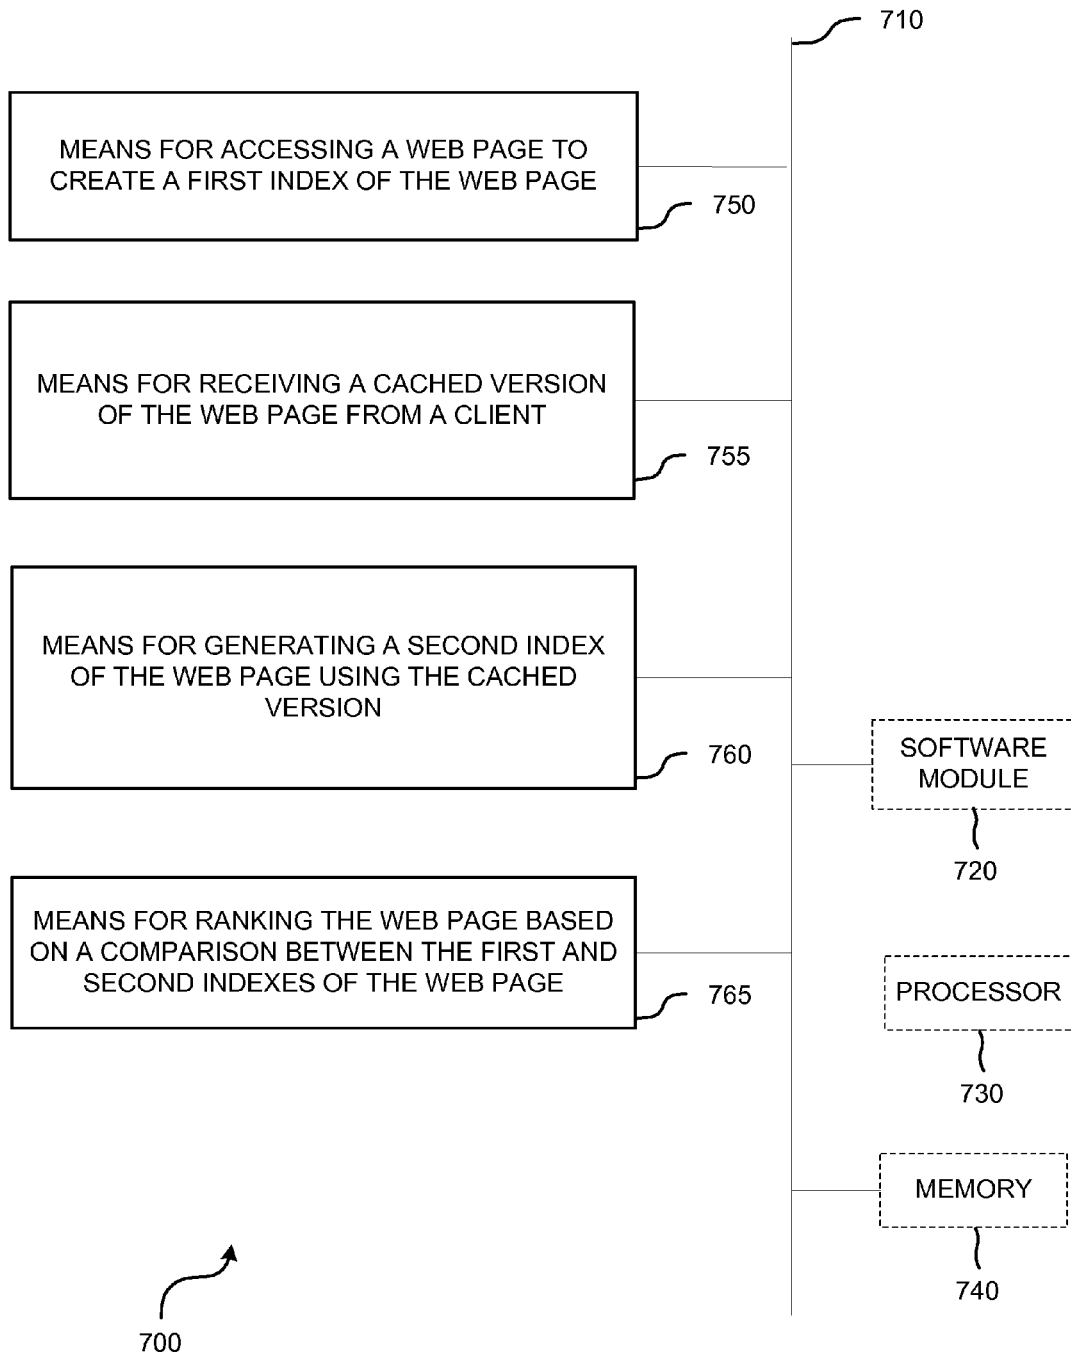 710
MEANS FOR ACCESSING A WEB PAGE TO
CREATE A FIRST INDEX OF THE WEB PAGE
750
MEANS FOR RECEIVING A CACHED VERSION
OF THE WEB PAGE FROM A CLIENT
755
MEANS FOR GENERATING A SECOND INDEX
OF THE WEB PAGE USING THE CACHED
VERSION
760
SOFTWARE
MODULE
720
MEANS FOR RANKING THE WEB PAGE BASED
ON A COMPARISON BETWEEN THE FIRST AND
SECOND INDEXES OF THE WEB PAGE
765
PROCESSOR
730
MEMORY
740
700